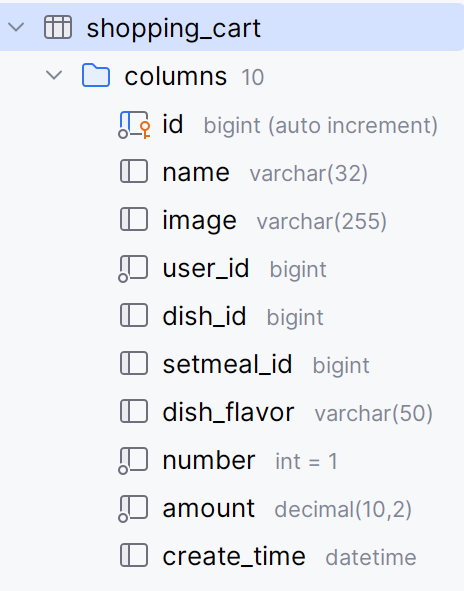 shopping_cart
columns 10
id bigint (auto increment)
name varchar(32)
image varchar(255)
user_id bigint
dish_id bigint
setmeal_id bigint
dish_flavor varchar(50)
number int = 1
amount decimal(10,2)
create_time datetime